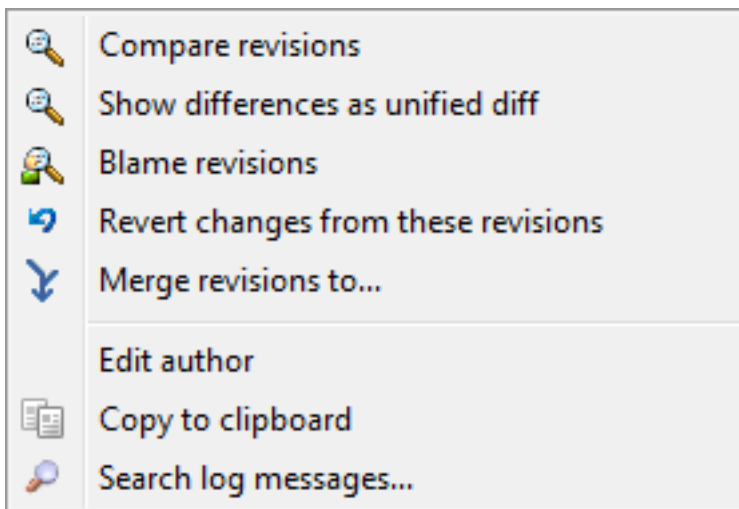 Compare revisions
Show differences as unified diff
Blame revisions
Revert changes from these revisions
Merge revisions to...
Edit author
Copy to clipboard
Search log messages...